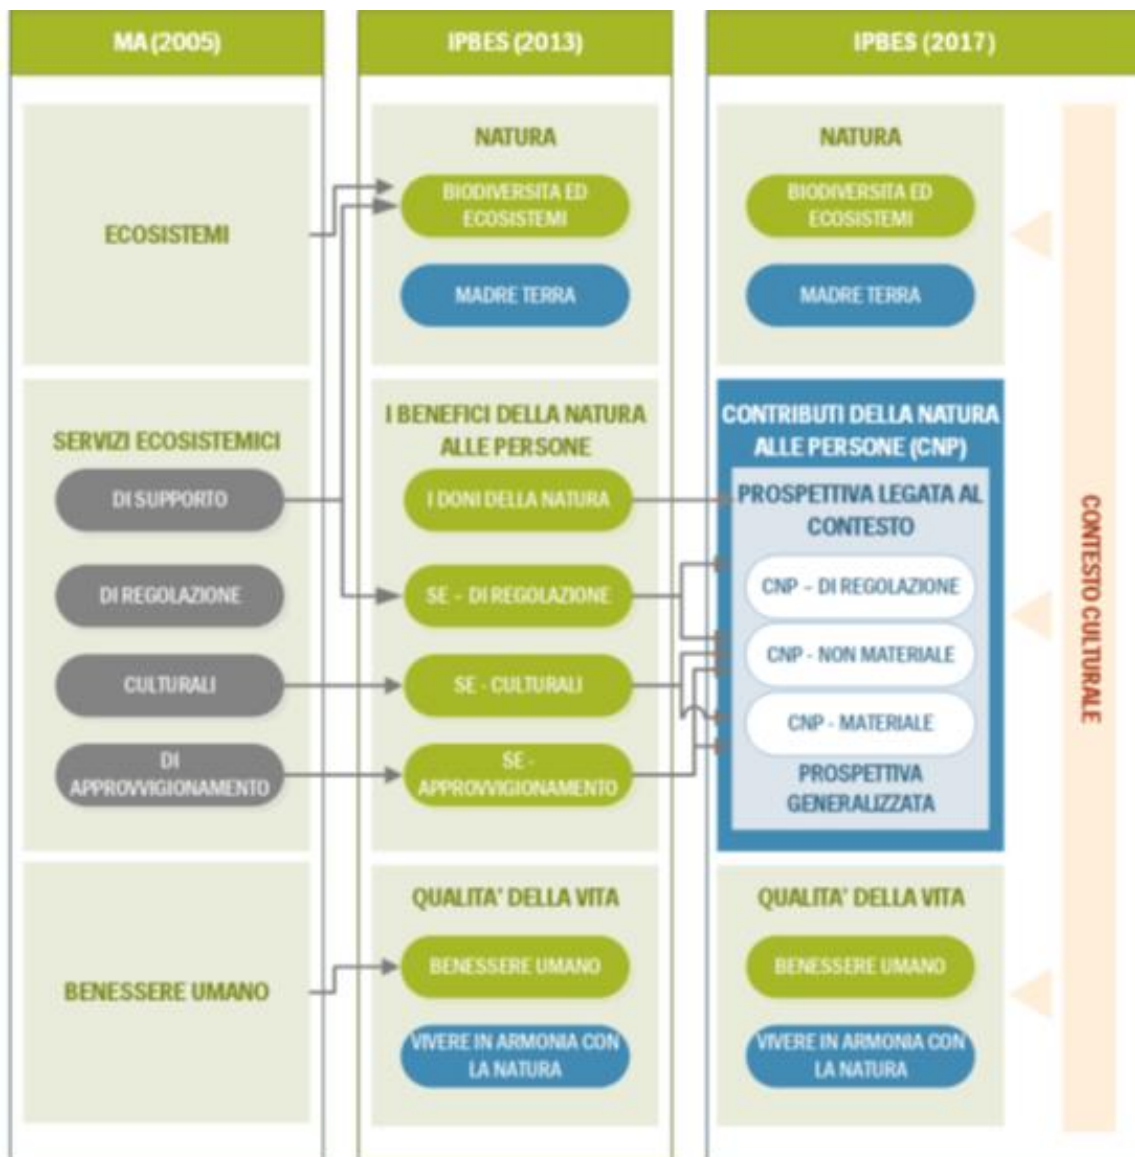 MA (2005)
IPBES (2013)
IPBES (2017)
ECOSISTEMI
SERVIZI ECOSISTEMICI
DI SUPPORTO
DI REGOLAZIONE
CULTURALI
DI
APPROVVIGIONAMENTO
BENESSERE UMANO
NATURA
BIODIVERSITA ED
ECOSISTEMI
MADRE TERRA
I BENEFICI DELLA NATURA
ALLE PERSONE
I DONI DELLA NATURA
SE - DI REGOLAZIONE
SE - CULTURALI
SE -
APPROVVIGIONAMENTO
QUALITA' DELLA VITA
BENESSERE UMANO
VIVERE IN ARMONIA CON
LA NATURA
NATURA
BIODIVERSITA ED
ECOSISTEMI
MADRE TERRA
CONTRIBUTI DELLA NATURA
ALLE PERSONE (CNP)
PROSPETTIVA LEGATA AL
CONTESTO
CNP - DI REGOLAZIONE
CNP - NON MATERIALE
CNP - MATERIALE
PROSPETTIVA
GENERALIZZATA
QUALITA' DELLA VITA
BENESSERE UMANO
VIVERE IN ARMONIA CON
LA NATURA
CONTESTO CULTURALE